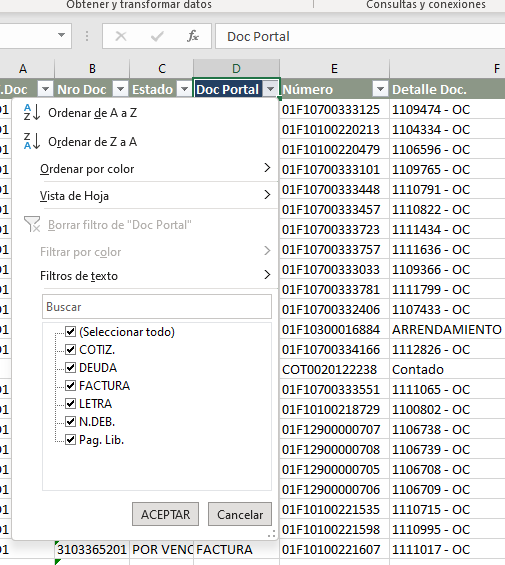 Obtener y transformar datos
Consultas y conexiones
fx
Doc Portal
A B C D E F
.Doc Nro Doc Estado Doc Portal Número Detalle Doc.
Ordenar de A a Z
Ordenar de Z a A
Ordenar por color
Vista de Hoja
Borrar filtro de "Doc Portal"
Filtrar por color
Filtros de texto
Buscar
(Seleccionar todo)
COTIZ.
DEUDA
FACTURA
LETRA
N.DEB.
Pag. Lib.
ACEPTAR Cancelar
01F10700333125 1109474 - OC
01F10100220213 1104334 - OC
01F10100220479 1106596 - OC
01F10700333101 1109765 - OC
01F10700333448 1110791 - OC
01F10700333457 1110822 - OC
01F10700333723 1111434 - OC
01F10700333757 1111636 - OC
01F10700333033 1109366 - OC
01F10700333781 1111799 - OC
01F10700332406 1107433 - OC
01F10300016884 ARRENDAMIENTO
01F10700334166 1112826 - OC
COT0020122238 Contado
01F10700333551 1111065 - OC
01F10100218729 1100802 - OC
01F12900000707 1106738 - OC
01F12900000708 1106739 - OC
01F12900000705 1106708 - OC
01F12900000706 1106709 - OC
01F10100221535 1110715 - OC
01F10100221598 1110995 - OC
3103365201 POR VENC FACTURA 01F10100221607 1111017 - OC